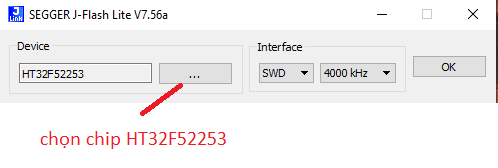 SEGGER J-Flash Lite V7.56a
Device
HT32F52253
...
Interface
SWD
4000 kHz
OK
chọn chip HT32F52253